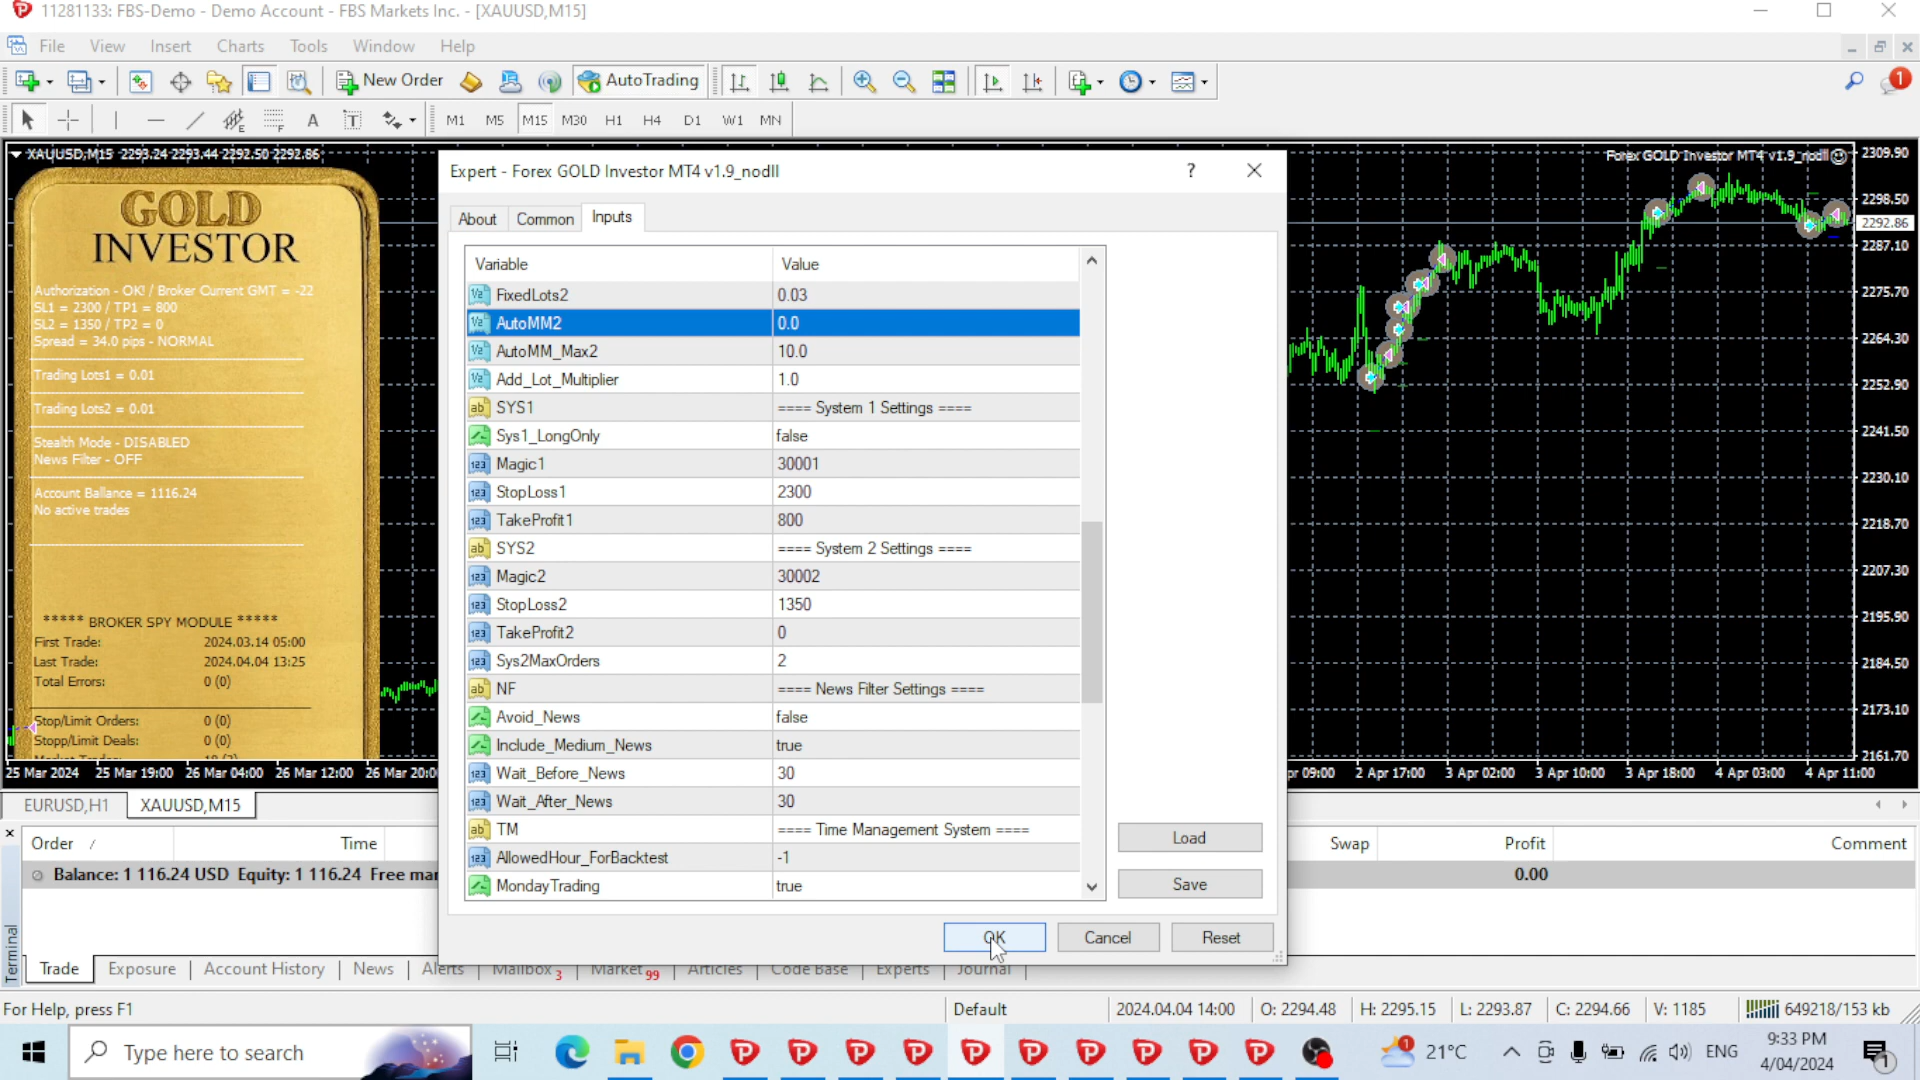 11281133: FBS-Demo - Demo Account - FBS Markets Inc. - [XAUUSD,M15]
File View Insert Charts Tools Window Help
New Order AutoTrading
1
A T M1 M5 M15 M30 H1 H4 D1 W1 MN
XAUUSD,M15 2293.24 2293.44 2292.50 2292.86
Forex GOLD Investor MT4 v1.9_nodll
GOLD
INVESTOR
Authorization - OK! / Broker Current GMT = -22
SL1 = 2300 / TP1 = 800
SL2 = 1350 / TP2 = 0
Spread = 34.0 pips - NORMAL
Trading Lots1 = 0.01
Trading Lots2 = 0.01
Stealth Mode - DISABLED
News Filter - OFF
Account Ballance = 1116.24
No active trades
***** BROKER SPY MODULE *****
First Trade: 2024.03.14 05:00
Last Trade: 2024.04.04 13:25
Total Errors: 0 (0)
Stop/Limit Orders: 0 (0)
Stopp/Limit Deals: 0 (0)
Expert - Forex GOLD Investor MT4 v1.9_nodll
?
About Common Inputs
Variable Value
FixedLots2 0.03
AutoMM2 0.0
AutoMM_Max2 10.0
Add_Lot_Multiplier 1.0
SYS1 ==== System 1 Settings ====
Sys1_LongOnly false
Magic1 30001
StopLoss1 2300
TakeProfit1 800
SYS2 ==== System 2 Settings ====
Magic2 30002
StopLoss2 1350
TakeProfit2 0
Sys2MaxOrders 2
NF ==== News Filter Settings ====
Avoid_News false
Include_Medium_News true
Wait_Before_News 30
Wait_After_News 30
TM ==== Time Management System ====
AllowedHour_ForBacktest -1
MondayTrading true
Load
Save
OK Cancel Reset
2309.90
2298.50
2292.86
2287.10
2275.70
2264.30
2252.90
2241.50
2230.10
2218.70
2207.30
2195.90
2184.50
2173.10
2161.70
25 Mar 2024 25 Mar 19:00 26 Mar 04:00 26 Mar 12:00 26 Mar 20:0 pr 09:00 2 Apr 17:00 3 Apr 02:00 3 Apr 10:00 3 Apr 18:00 4 Apr 03:00 4 Apr 11:00
EURUSD,H1 XAUUSD,M15
Order / Time Swap Profit Comment
Balance: 1 116.24 USD Equity: 1 116.24 Free mar 0.00
Terminal
Trade Exposure Account History News Alerts Mailbox 3 Market 99 Articles Code Base Experts Journal
For Help, press F1 Default 2024.04.04 14:00 O: 2294.48 H: 2295.15 L: 2293.87 C: 2294.66 V: 1185 649218/153 kb
Type here to search 1 21°C ENG 9:33 PM
4/04/2024 1